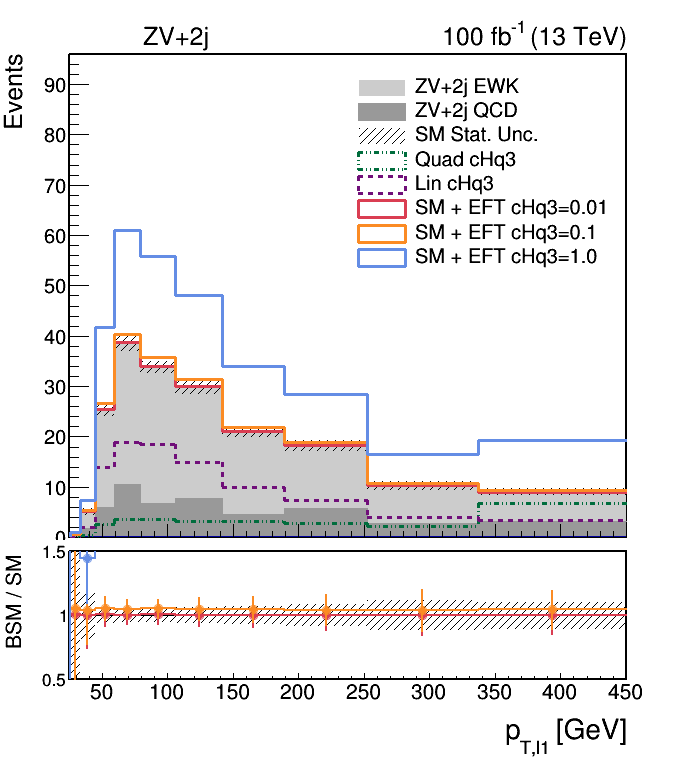 ZV+2j 100 fb-1 (13 TeV)
Events
90
80
70
60
50
40
30
20
10
0
ZV+2j EWK
ZV+2j QCD
SM Stat. Unc.
Quad cHq3
Lin cHq3
SM + EFT cHq3=0.01
SM + EFT cHq3=0.1
SM + EFT cHq3=1.0
BSM / SM
1.5
1
0.5
50 100 150 200 250 300 350 400 450
pT,l1 [GeV]